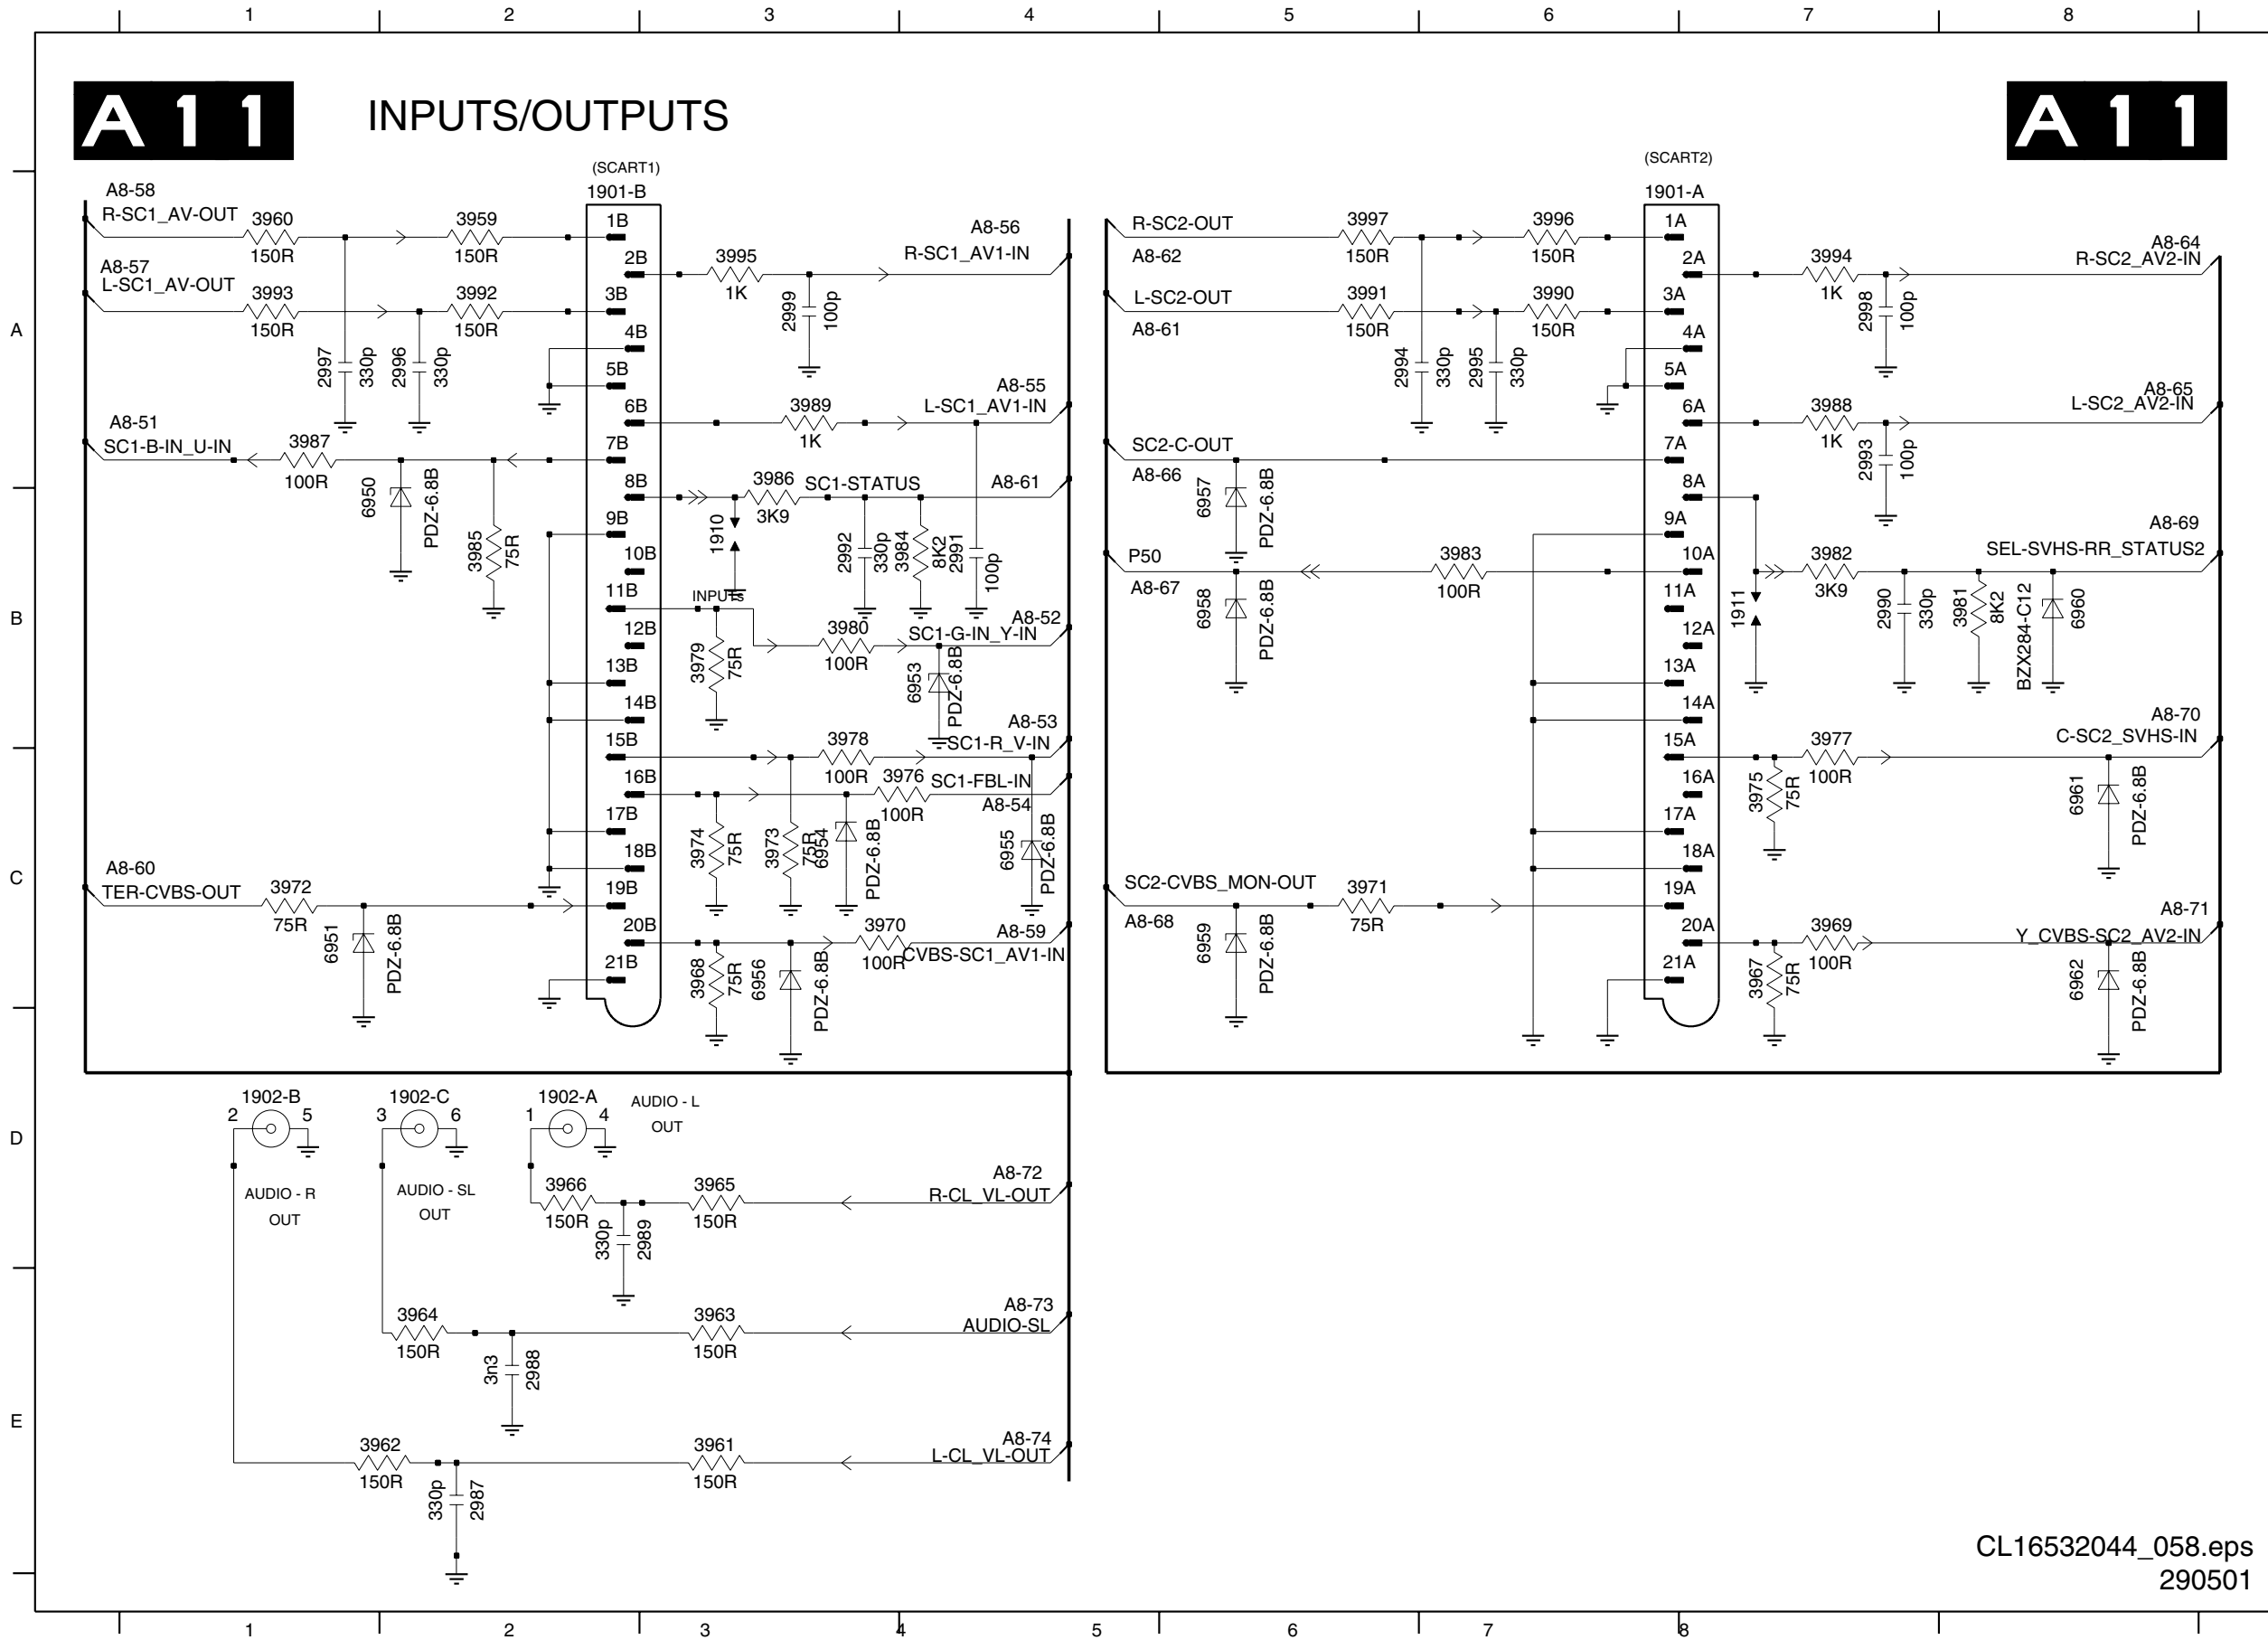 1 2 3 4 5 6 7 8
A11 INPUTS/OUTPUTS A11
(SCART1)
1901-B
A8-58
R-SC1_AV-OUT
3960
150R
3959
150R
A8-57
L-SC1_AV-OUT
3993
150R
3992
150R
2997
330p
2996
330p
A8-51
SC1-B-IN_U-IN
3987
100R
6950
PDZ-6.8B
3985
75R
A8-60
TER-CVBS-OUT
3972
75R
6951
PDZ-6.8B
1B
2B
3B
4B
5B
6B
7B
8B
9B
10B
11B
12B
13B
14B
15B
16B
17B
18B
19B
20B
21B
A8-56
R-SC1_AV1-IN
3995
1K
2999
100p
A8-55
L-SC1_AV1-IN
3989
1K
3986
3K9
SC1-STATUS
A8-61
1910
2992
330p
3984
8K2
2991
100p
INPUTs
A8-52
SC1-G-IN_Y-IN
3980
100R
3979
75R
6953
PDZ-6.8B
A8-53
SC1-R_V-IN
3978
100R
3976
100R
SC1-FBL-IN
A8-54
3974
75R
3973
75R
6954
PDZ-6.8B
6955
PDZ-6.8B
3970
100R
A8-59
CVBS-SC1_AV1-IN
3968
75R
6956
PDZ-6.8B
(SCART2)
1901-A
R-SC2-OUT
A8-62
3997
150R
3996
150R
L-SC2-OUT
A8-61
3991
150R
3990
150R
2994
330p
2995
330p
SC2-C-OUT
A8-66
6957
PDZ-6.8B
P50
A8-67
3983
100R
6958
PDZ-6.8B
SC2-CVBS_MON-OUT
A8-68
3971
75R
6959
PDZ-6.8B
1A
2A
3A
4A
5A
6A
7A
8A
9A
10A
11A
12A
13A
14A
15A
16A
17A
18A
19A
20A
21A
A8-64
R-SC2_AV2-IN
3994
1K
2998
100p
A8-65
L-SC2_AV2-IN
3988
1K
2993
100p
A8-69
SEL-SVHS-RR_STATUS2
3982
3K9
1911
2990
330p
3981
8K2
BZX284-C12
6960
A8-70
C-SC2_SVHS-IN
3977
100R
3975
75R
6961
PDZ-6.8B
A8-71
Y_CVBS-SC2_AV2-IN
3969
100R
3967
75R
6962
PDZ-6.8B
1902-B
2 5
AUDIO - R
OUT
1902-C
3 6
AUDIO - SL
OUT
1902-A
1 4
AUDIO - L
OUT
3966
150R
330p
2989
3965
150R
A8-72
R-CL_VL-OUT
3964
150R
3n3
2988
3963
150R
A8-73
AUDIO-SL
3962
150R
330p
2987
3961
150R
A8-74
L-CL_VL-OUT
A
B
C
D
E
CL16532044_058.eps
290501
1 2 3 4 5 6 7 8